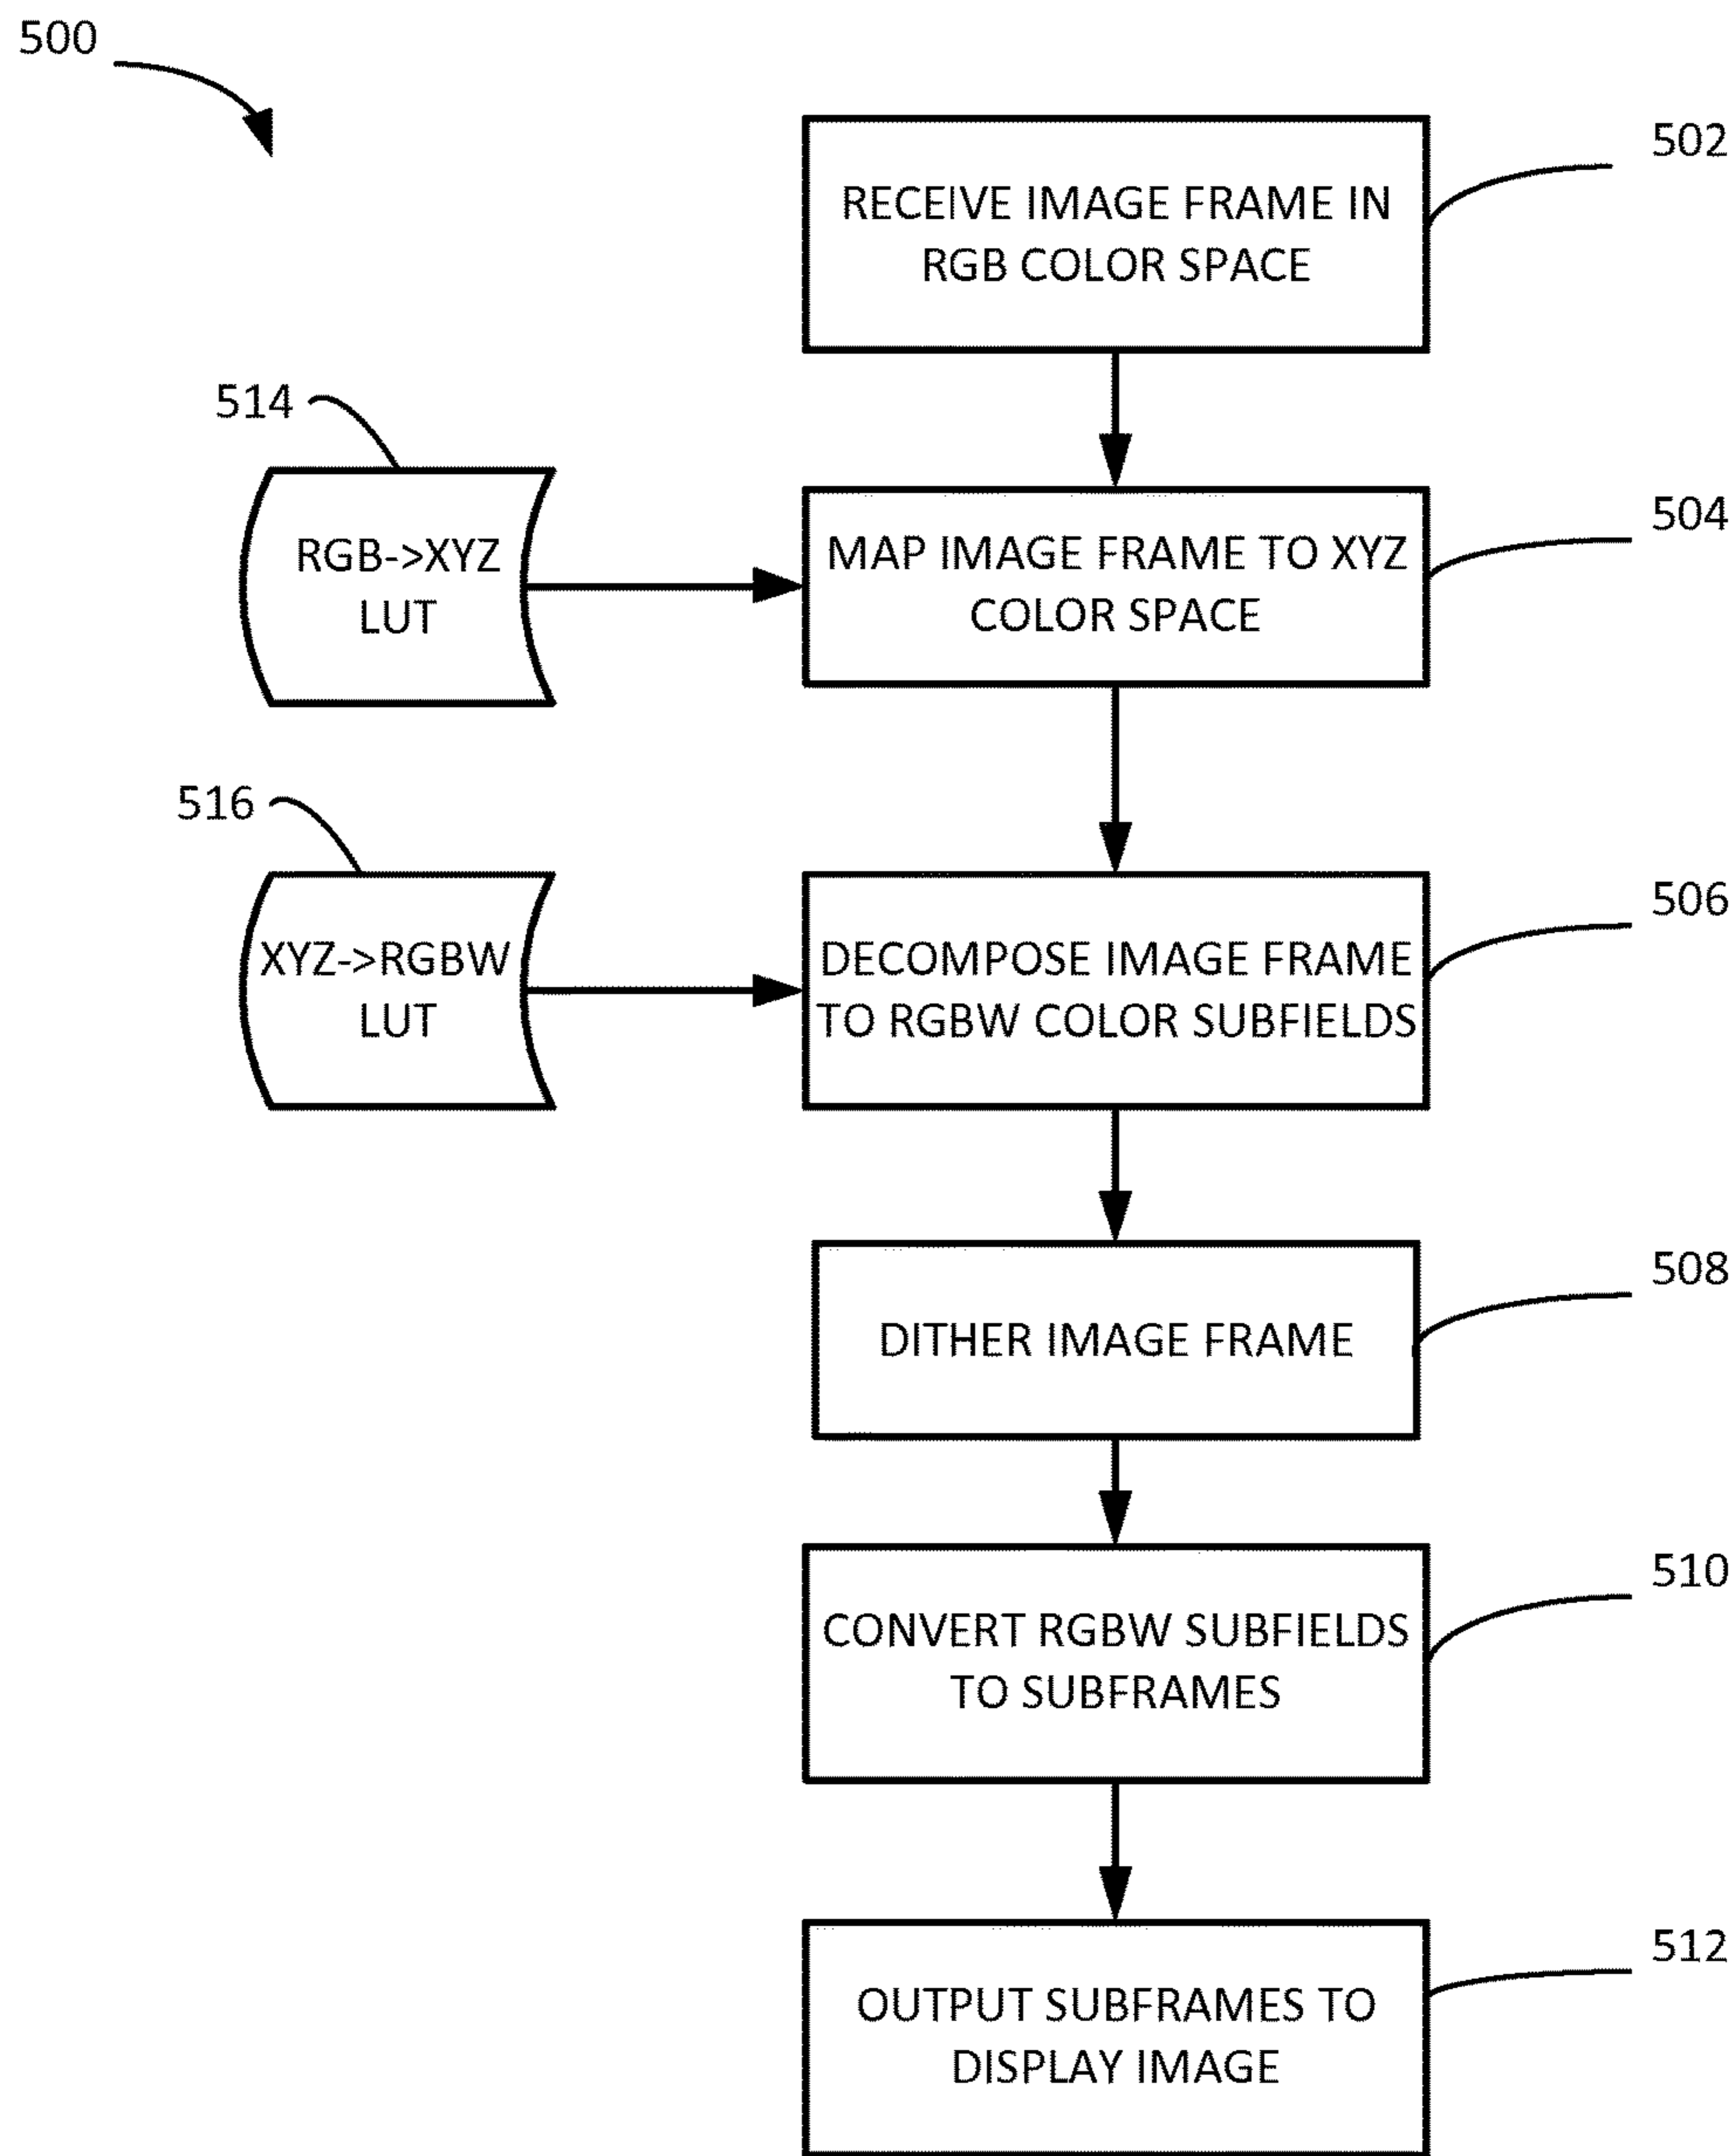 500
502
RECEIVE IMAGE FRAME IN
RGB COLOR SPACE
514
504
RGB->XYZ
LUT
MAP IMAGE FRAME TO XYZ
COLOR SPACE
516
506
XYZ->RGBW
LUT
DECOMPOSE IMAGE FRAME
TO RGBW COLOR SUBFIELDS
508
DITHER IMAGE FRAME
510
CONVERT RGBW SUBFIELDS
TO SUBFRAMES
512
OUTPUT SUBFRAMES TO
DISPLAY IMAGE